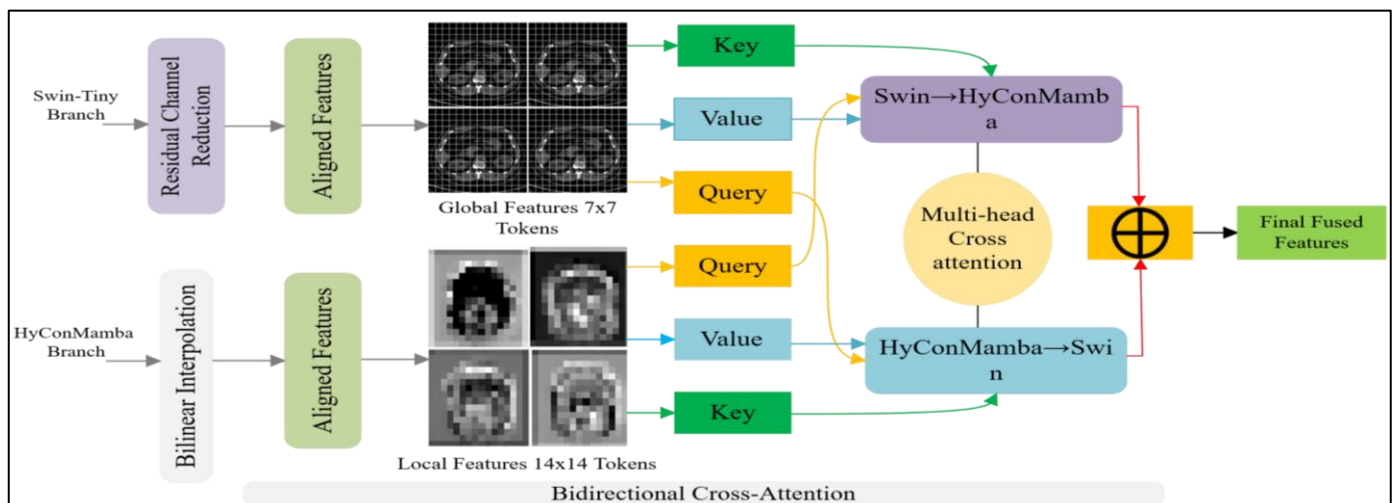 Swin-Tiny
Branch
Residual Channel
Reduction
Aligned Features
Global Features 7x7
Tokens
Key
Value
Query
Swin→HyConMamb
a
Multi-head
Cross
attention
Final Fused
Features
HyConMamba
Branch
Bilinear Interpolation
Aligned Features
Local Features 14x14 Tokens
Query
Value
Key
HyConMamba→Swi
n
Bidirectional Cross-Attention